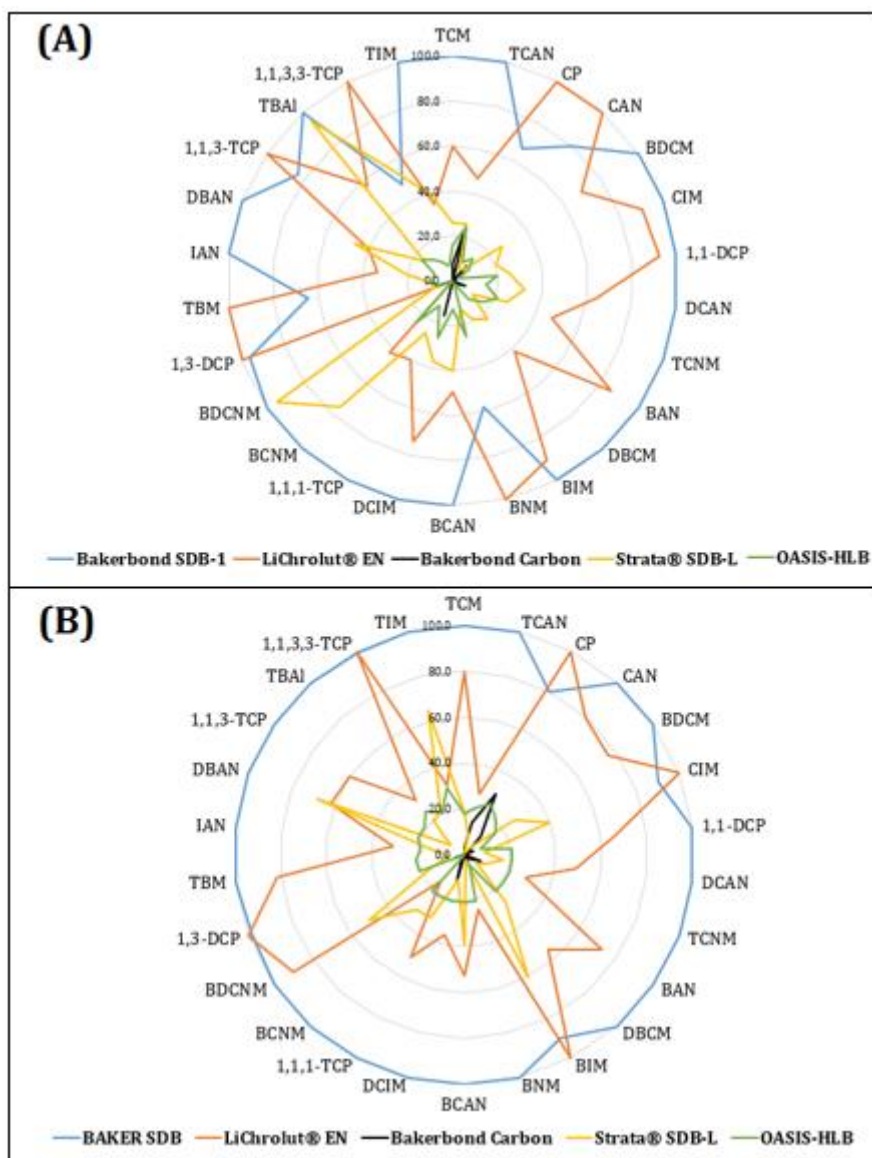 (A)
TCM
TCAN
CP
CAN
BDCM
CIM
1,1-DCP
DCAN
TCNM
BAN
DBCM
BIM
BNM
BCAN
DCIM
1,1,1-TCP
BCNM
BDCNM
1,3-DCP
TBM
IAN
DBAN
1,1,3-TCP
TBAl
1,1,3,3-TCP
TIM
100.0
80.0
60.0
40.0
20.0
0.0
Bakerbond SDB-1 LiChrolut® EN Bakerbond Carbon Strata® SDB-L OASIS-HLB
(B)
TCM
TCAN
CP
CAN
BDCM
CIM
1,1-DCP
DCAN
TCNM
BAN
DBCM
BIM
BNM
BCAN
DCIM
1,1,1-TCP
BCNM
BDCNM
1,3-DCP
TBM
IAN
DBAN
1,1,3-TCP
TBAl
1,1,3,3-TCP
TIM
100.0
80.0
60.0
40.0
20.0
0.0
BAKER SDB LiChrolut® EN Bakerbond Carbon Strata® SDB-L OASIS-HLB